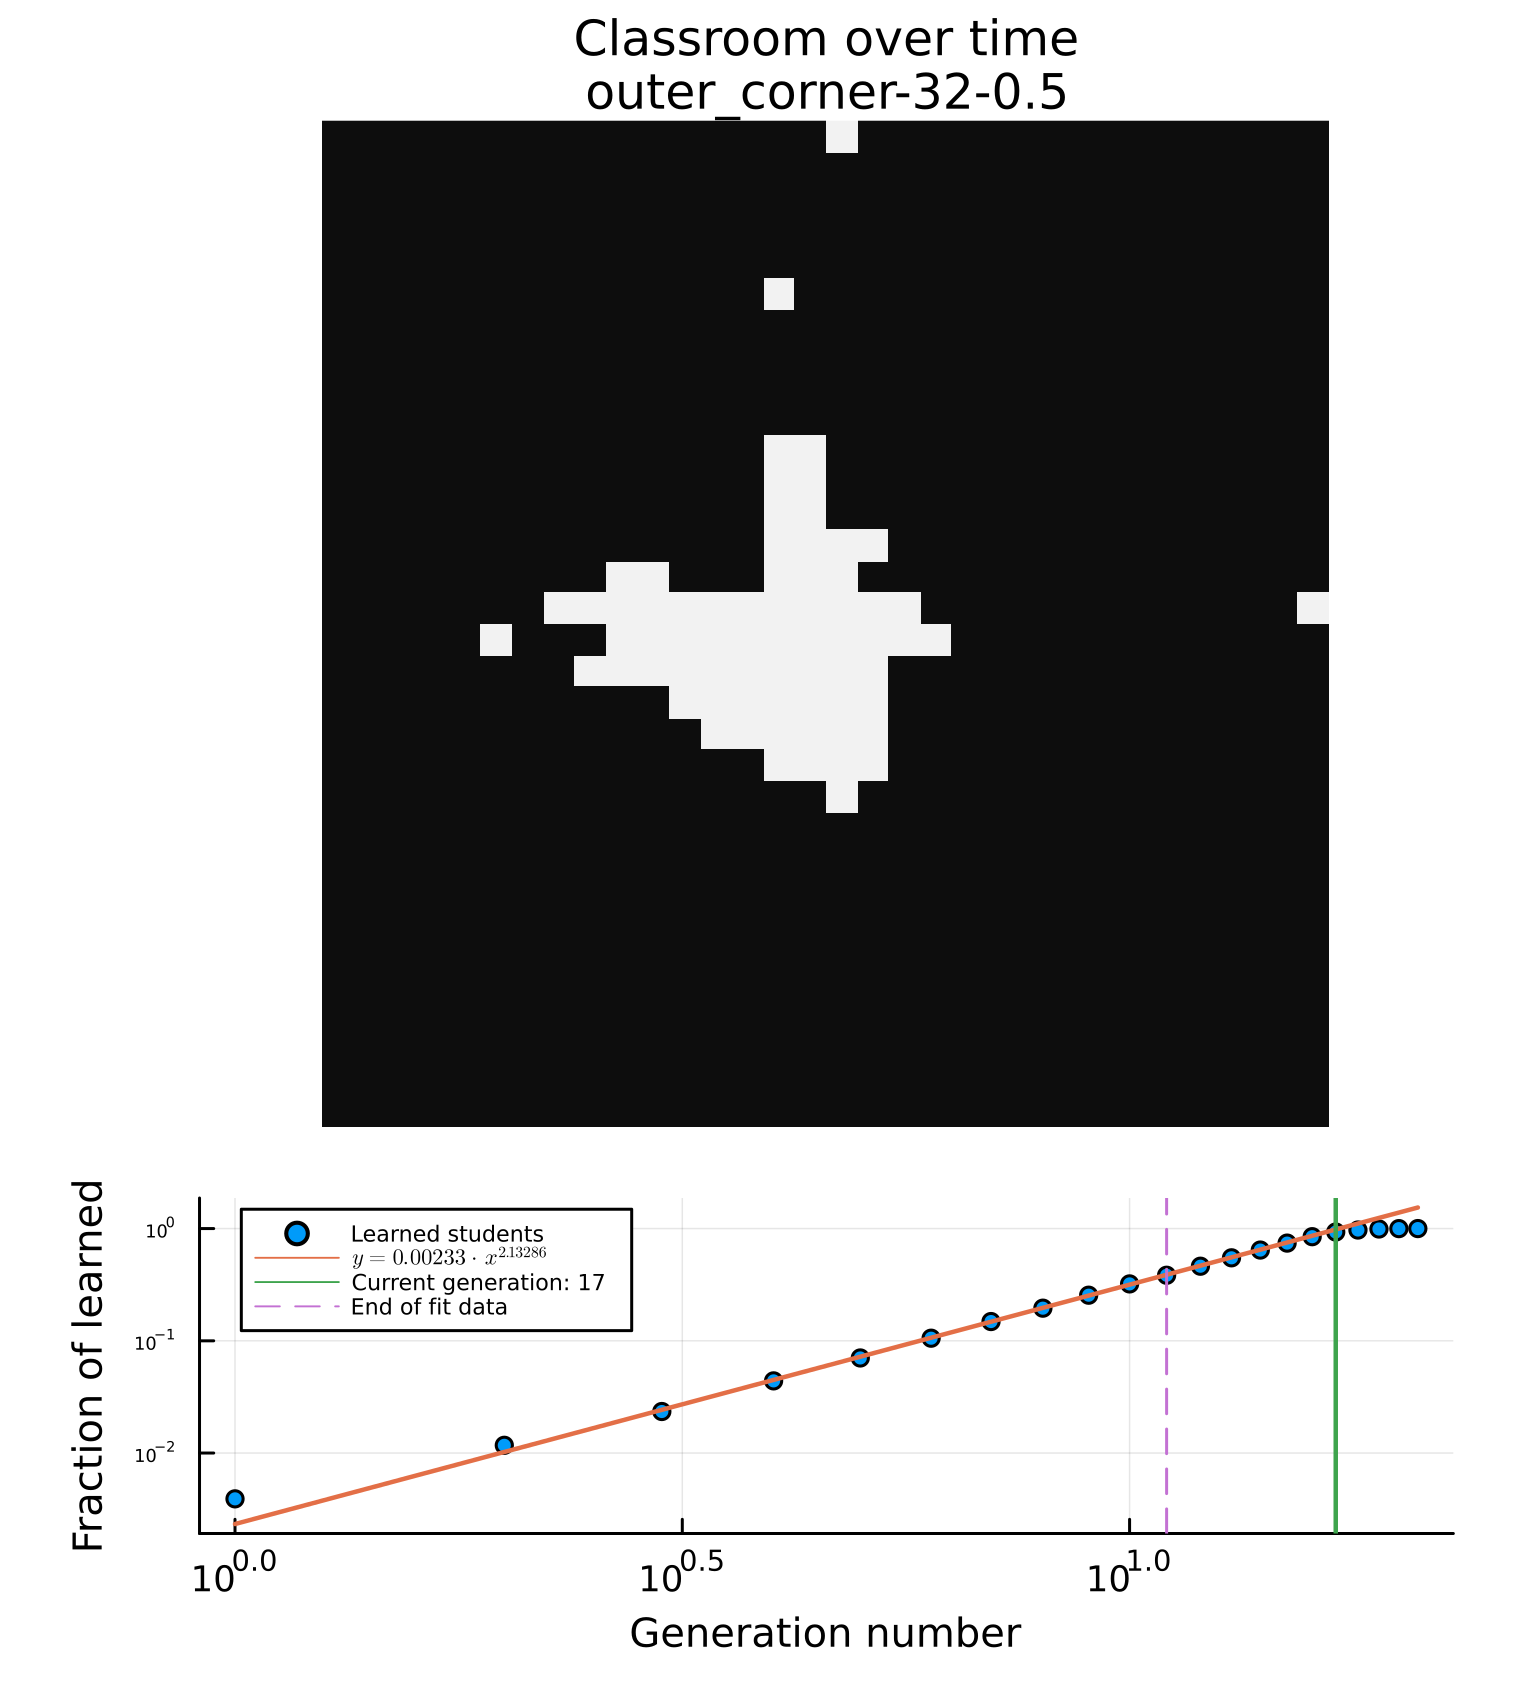 Classroom over time
outer_corner-32-0.5
Fraction of learned
10^0
10^-1
10^-2
Learned students
y = 0.00233 · x^2.13286
Current generation: 17
End of fit data
10^0.0 10^0.5 10^1.0
Generation number